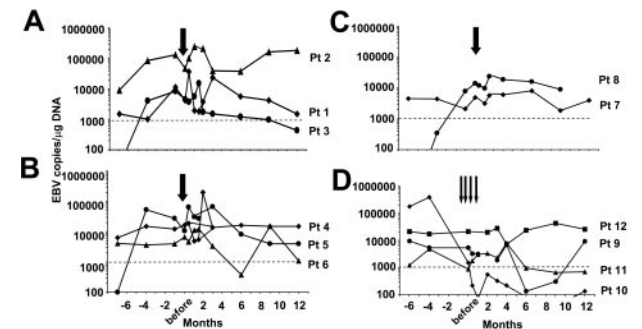 A
1000000
100000
10000
1000
100
Pt 2
Pt 1
Pt 3
B
1000000
100000
10000
1000
100
Pt 4
Pt 5
Pt 6
EBV copies/µg DNA
-6 -4 -2 before 2 4 6 8 10 12
Months
C
1000000
100000
10000
1000
100
Pt 8
Pt 7
D
1000000
100000
10000
1000
100
Pt 12
Pt 9
Pt 11
Pt 10
-6 -4 -2 before 2 4 6 8 10 12
Months